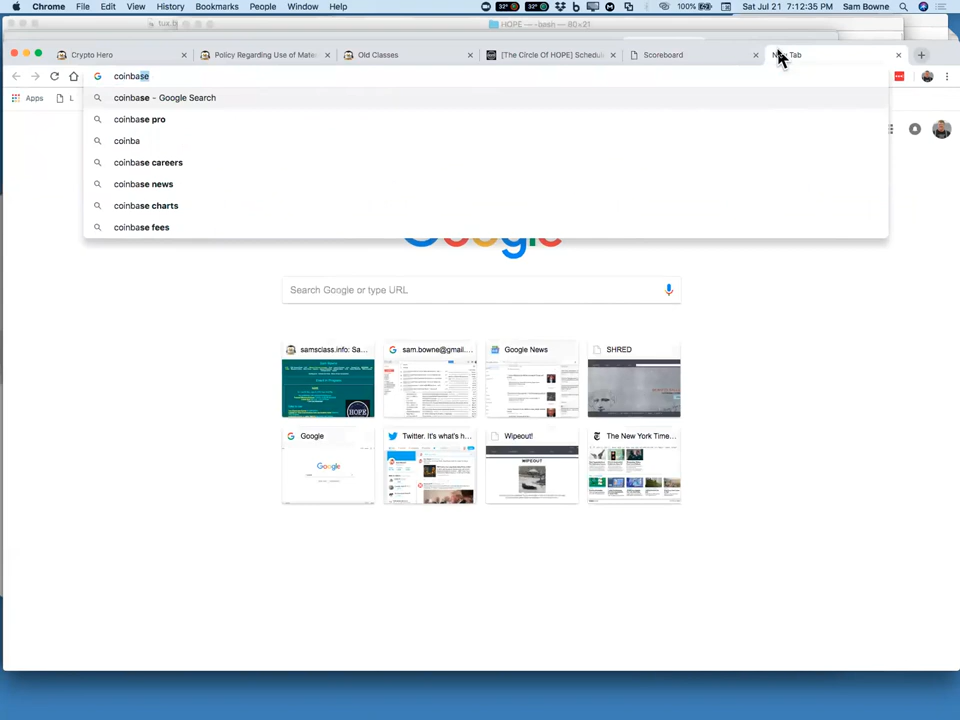 Chrome File Edit View History Bookmarks People Window Help 100% Sat Jul 21 7:12:35 PM Sam Bowne
HOPE — -bash — 80×21
Crypto Hero
Policy Regarding Use of Mate
Old Classes
[The Circle Of HOPE] Schedul
Scoreboard
coinbase
Apps L
coinbase - Google Search
coinbase pro
coinba
coinbase careers
coinbase news
coinbase charts
coinbase fees
Search Google or type URL
samsclass.info: Sa...
sam.bowne@gmail....
Google News
SHRED
Google
Twitter. It's what's h...
Wipeout!
The New York Time...
WIPEOUT
HOPE
Google